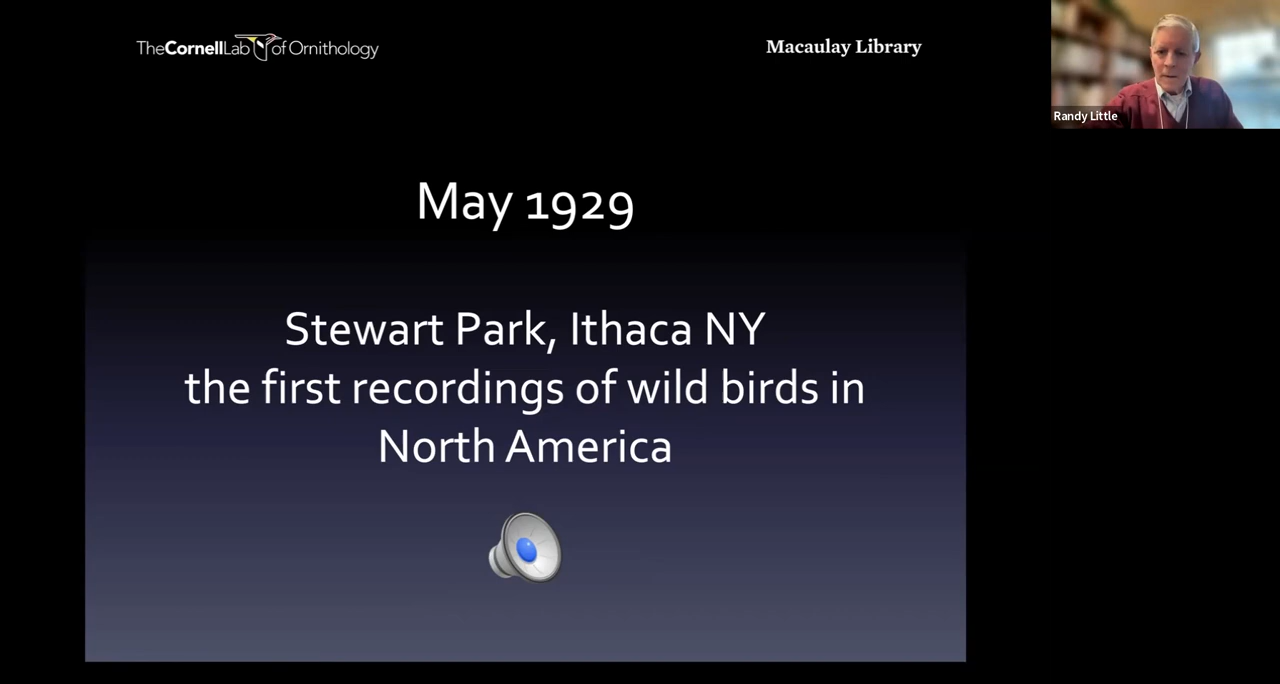 TheCornellLab of Ornithology
Macaulay Library
Randy Little
May 1929
Stewart Park, Ithaca NY
the first recordings of wild birds in
North America